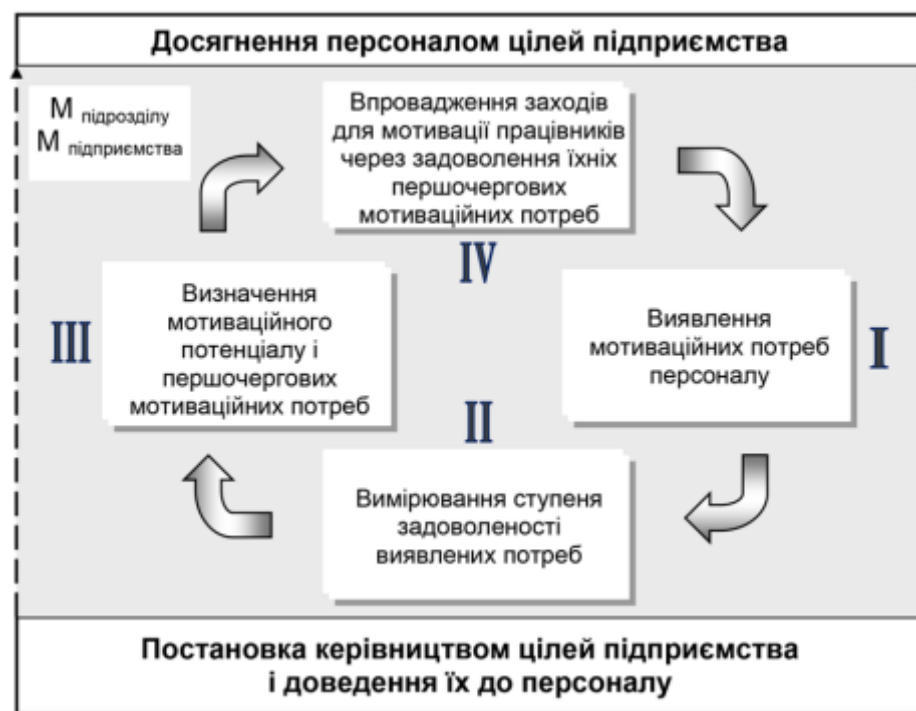 Досягнення персоналом цілей підприємства
М підрозділу
М підприємства
Впровадження заходів
для мотивації працівників
через задоволення їхніх
першочергових
мотиваційних потреб
IV
III
Визначення
мотиваційного
потенціалу і
першочергових
мотиваційних потреб
Виявлення
мотиваційних потреб
персоналу
I
II
Вимірювання ступеня
задоволеності
виявлених потреб
Постановка керівництвом цілей підприємства
і доведення їх до персоналу